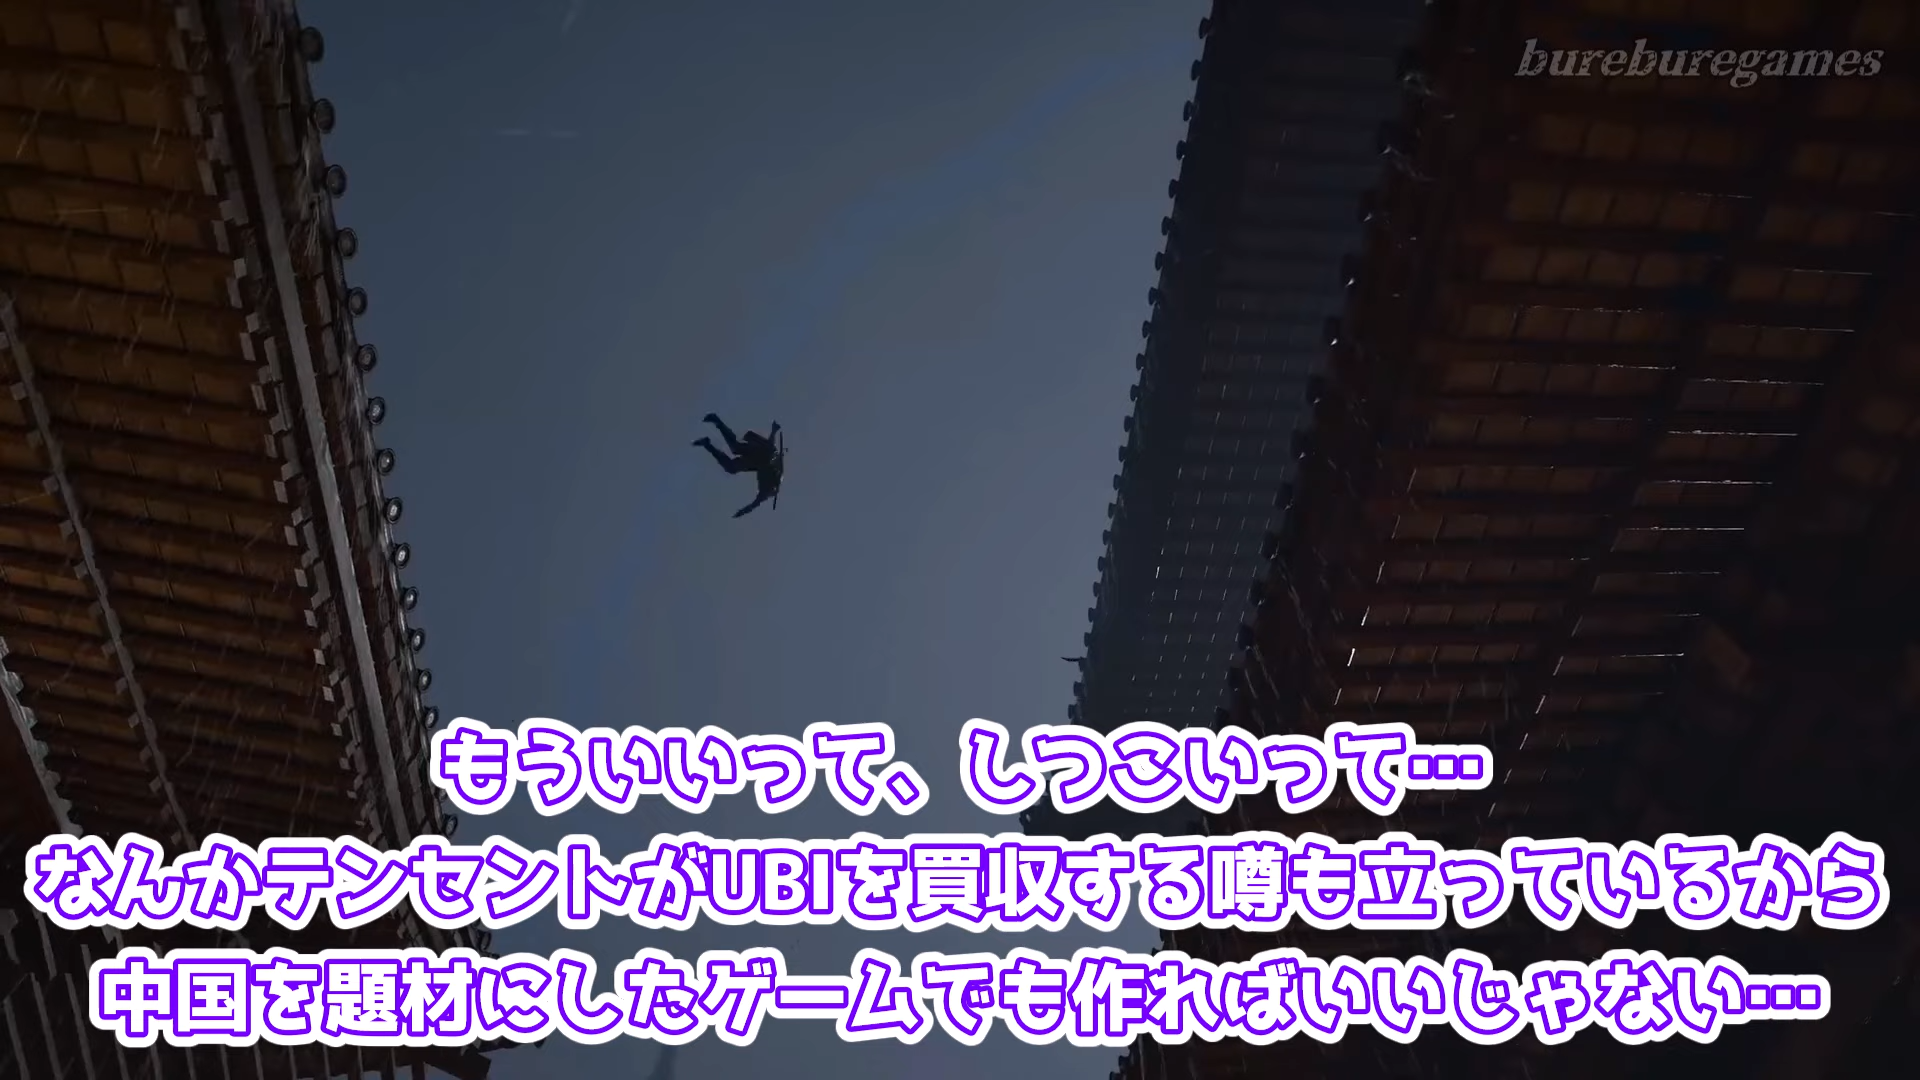 bureburegames
もういいって、しつこいって…
なんかテンセントがUBIを買収する噂も立っているから
中国を題材にしたゲームでも作ればいいじゃない…